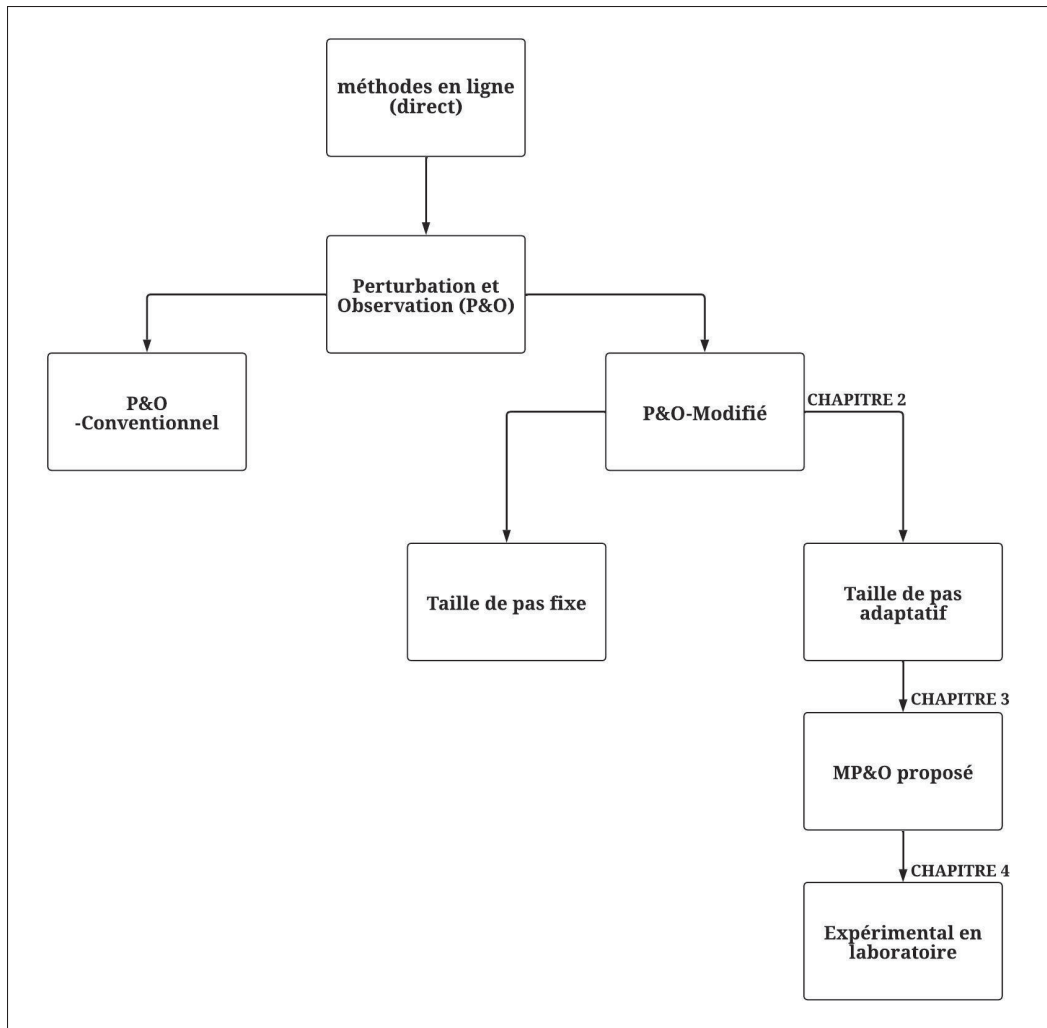 méthodes en ligne
(direct)
Perturbation et
Observation (P&O)
P&O
-Conventionnel
P&O-Modifié
CHAPITRE 2
Taille de pas fixe
Taille de pas
adaptatif
CHAPITRE 3
MP&O proposé
CHAPITRE 4
Expérimental en
laboratoire